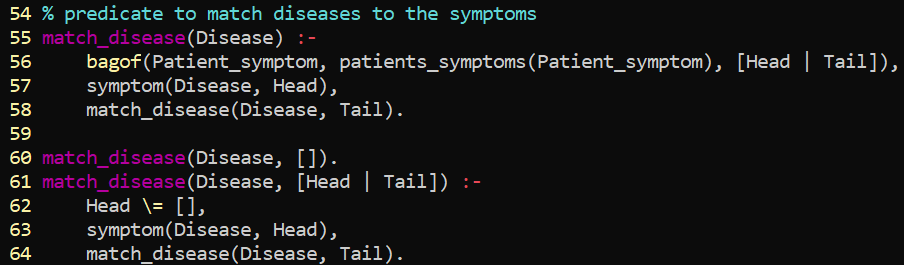 54 % predicate to match diseases to the symptoms
55 match_disease(Disease) :-
56     bagof(Patient_symptom, patients_symptoms(Patient_symptom), [Head | Tail]),
57     symptom(Disease, Head),
58     match_disease(Disease, Tail).
59
60 match_disease(Disease, []).
61 match_disease(Disease, [Head | Tail]) :-
62     Head \= [],
63     symptom(Disease, Head),
64     match_disease(Disease, Tail).